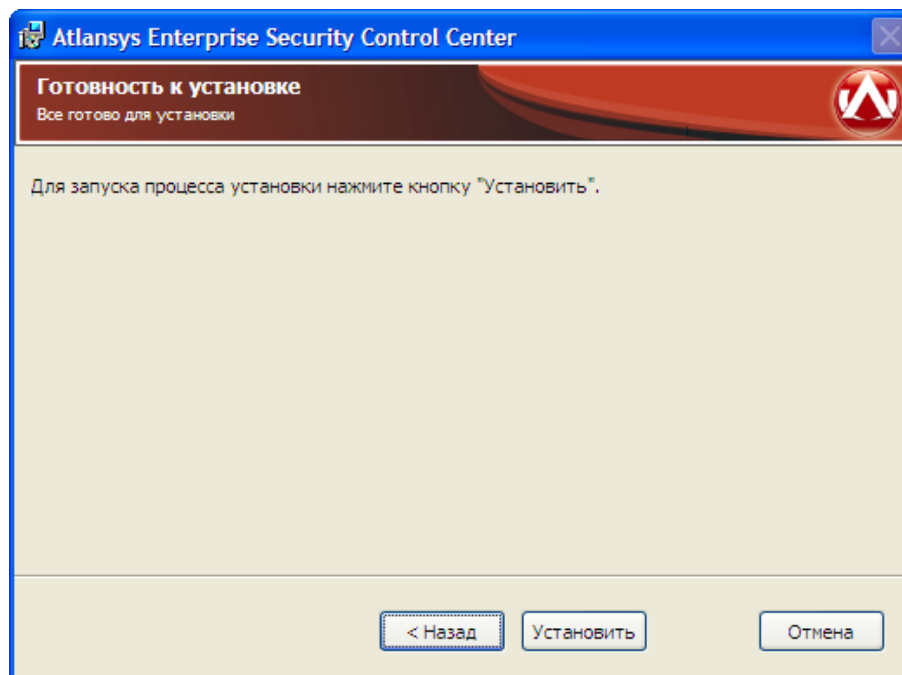 Atlansys Enterprise Security Control Center
Готовность к установке
Все готово для установки
Для запуска процесса установки нажмите кнопку "Установить".
< Назад
Установить
Отмена